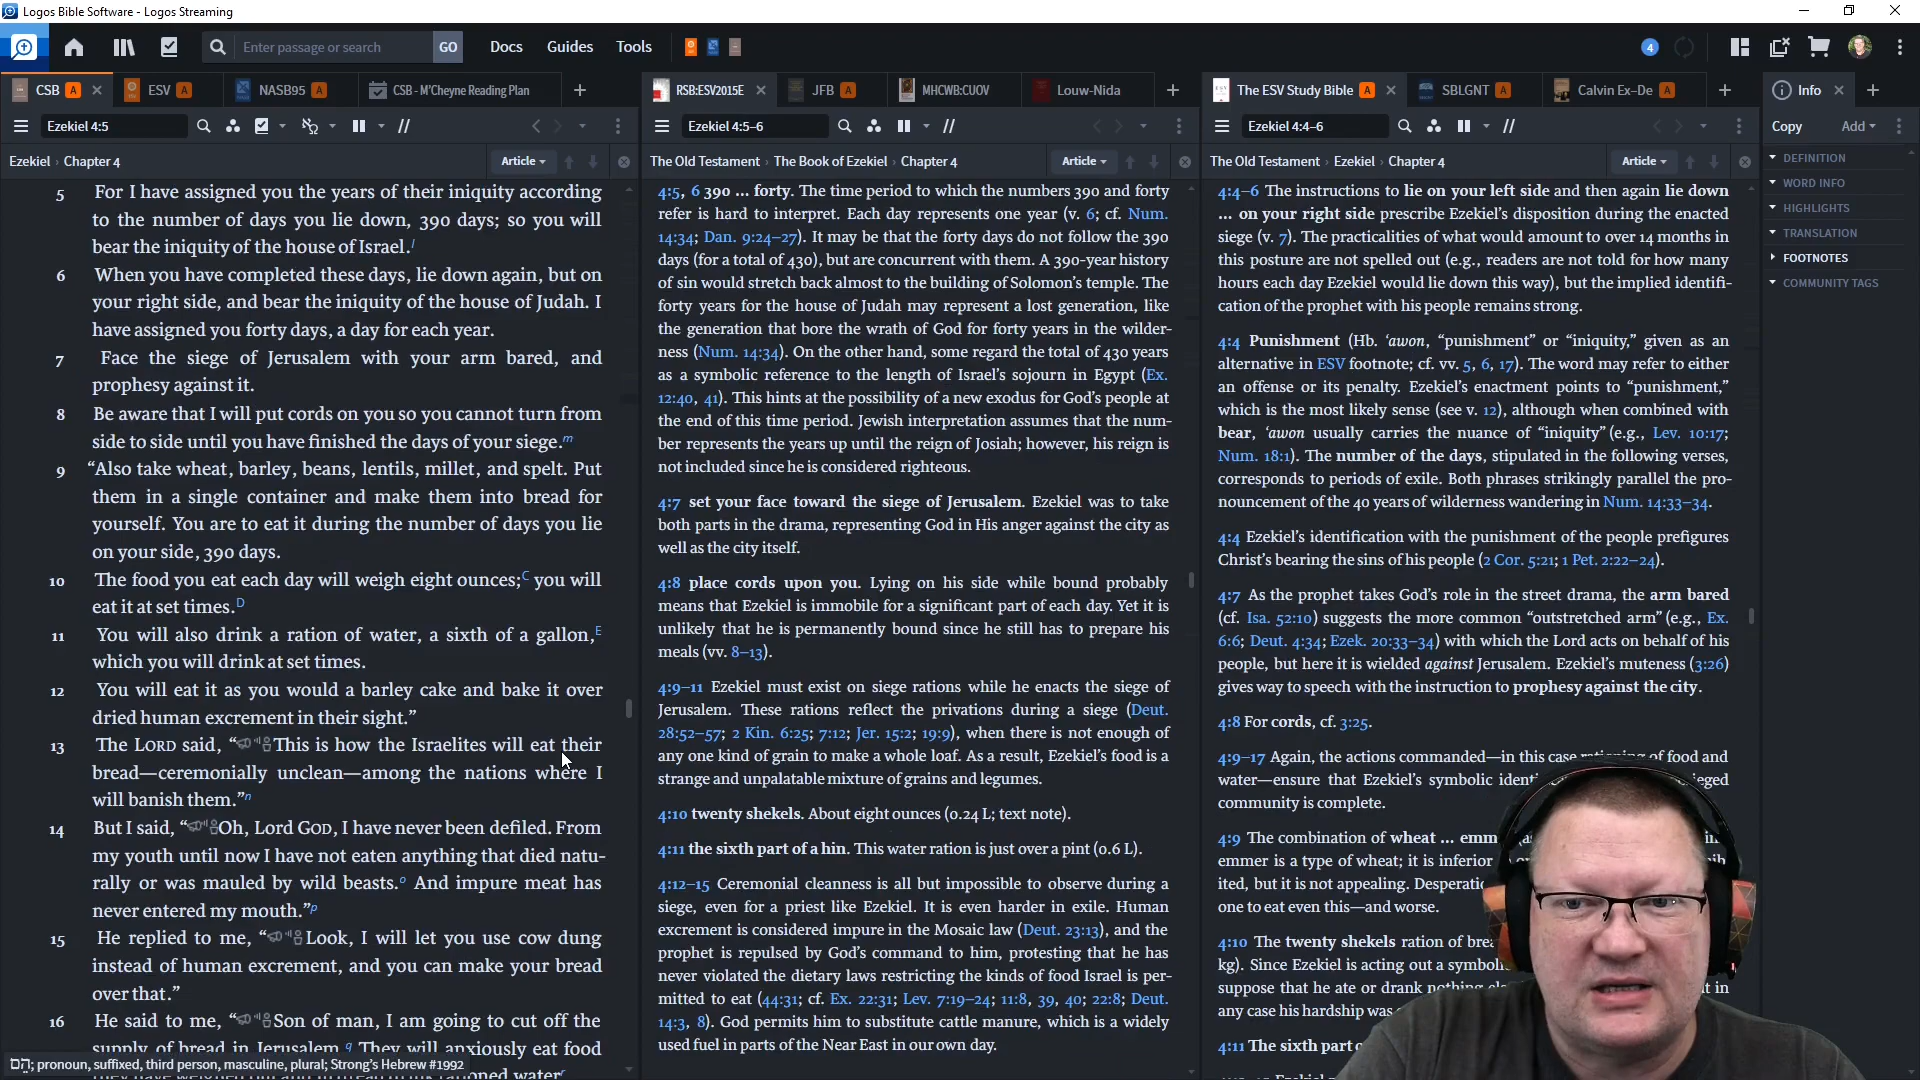 Logos Bible Software - Logos Streaming
Enter passage or search
GO
Docs
Guides
Tools
4
CSB A
ESV A
NASB95 A
CSB - M'Cheyne Reading Plan
Ezekiel 4:5
Ezekiel › Chapter 4
Article
5 For I have assigned you the years of their iniquity according
to the number of days you lie down, 390 days; so you will
bear the iniquity of the house of Israel.l
6 When you have completed these days, lie down again, but on
your right side, and bear the iniquity of the house of Judah. I
have assigned you forty days, a day for each year.
7 Face the siege of Jerusalem with your arm bared, and
prophesy against it.
8 Be aware that I will put cords on you so you cannot turn from
side to side until you have finished the days of your siege.m
9 “Also take wheat, barley, beans, lentils, millet, and spelt. Put
them in a single container and make them into bread for
yourself. You are to eat it during the number of days you lie
on your side, 390 days.
10 The food you eat each day will weigh eight ounces;C you will
eat it at set times.D
11 You will also drink a ration of water, a sixth of a gallon,E
which you will drink at set times.
12 You will eat it as you would a barley cake and bake it over
dried human excrement in their sight.”
13 The LORD said, “This is how the Israelites will eat their
bread—ceremonially unclean—among the nations where I
will banish them.”n
14 But I said, “Oh, Lord GOD, I have never been defiled. From
my youth until now I have not eaten anything that died natu-
rally or was mauled by wild beasts.o And impure meat has
never entered my mouth.”p
15 He replied to me, “Look, I will let you use cow dung
instead of human excrement, and you can make your bread
over that.”
16 He said to me, “Son of man, I am going to cut off the
supply of bread in Jerusalem.q They will anxiously eat food
הֵם; pronoun, suffixed, third person, masculine, plural; Strong's Hebrew #1992
RSB:ESV2015E
JFB A
MHCWB:CUOV
Louw-Nida
Ezekiel 4:5–6
The Old Testament › The Book of Ezekiel › Chapter 4
Article
4:5, 6 390 ... forty. The time period to which the numbers 390 and forty
refer is hard to interpret. Each day represents one year (v. 6; cf. Num.
14:34; Dan. 9:24–27). It may be that the forty days do not follow the 390
days (for a total of 430), but are concurrent with them. A 390-year history
of sin would stretch back almost to the building of Solomon's temple. The
forty years for the house of Judah may represent a lost generation, like
the generation that bore the wrath of God for forty years in the wilder-
ness (Num. 14:34). On the other hand, some regard the total of 430 years
as a symbolic reference to the length of Israel's sojourn in Egypt (Ex.
12:40, 41). This hints at the possibility of a new exodus for God's people at
the end of this time period. Jewish interpretation assumes that the num-
ber represents the years up until the reign of Josiah; however, his reign is
not included since he is considered righteous.
4:7 set your face toward the siege of Jerusalem. Ezekiel was to take
both parts in the drama, representing God in His anger against the city as
well as the city itself.
4:8 place cords upon you. Lying on his side while bound probably
means that Ezekiel is immobile for a significant part of each day. Yet it is
unlikely that he is permanently bound since he still has to prepare his
meals (vv. 8–13).
4:9–11 Ezekiel must exist on siege rations while he enacts the siege of
Jerusalem. These rations reflect the privations during a siege (Deut.
28:52–57; 2 Kin. 6:25; 7:12; Jer. 15:2; 19:9), when there is not enough of
any one kind of grain to make a whole loaf. As a result, Ezekiel's food is a
strange and unpalatable mixture of grains and legumes.
4:10 twenty shekels. About eight ounces (0.24 L; text note).
4:11 the sixth part of a hin. This water ration is just over a pint (0.6 L).
4:12–15 Ceremonial cleanness is all but impossible to observe during a
siege, even for a priest like Ezekiel. It is even harder in exile. Human
excrement is considered impure in the Mosaic law (Deut. 23:13), and the
prophet is repulsed by God's command to him, protesting that he has
never violated the dietary laws restricting the kinds of food Israel is per-
mitted to eat (44:31; cf. Ex. 22:31; Lev. 7:19–24; 11:8, 39, 40; 22:8; Deut.
14:3, 8). God permits him to substitute cattle manure, which is a widely
used fuel in parts of the Near East in our own day.
The ESV Study Bible A
SBLGNT A
Calvin Ex–De A
Ezekiel 4:4–6
The Old Testament › Ezekiel › Chapter 4
Article
4:4–6 The instructions to lie on your left side and then again lie down
... on your right side prescribe Ezekiel's disposition during the enacted
siege (v. 7). The practicalities of what would amount to over 14 months in
this posture are not spelled out (e.g., readers are not told for how many
hours each day Ezekiel would lie down this way), but the implied identifi-
cation of the prophet with his people remains strong.
4:4 Punishment (Hb. ‘awon, “punishment” or “iniquity,” given as an
alternative in ESV footnote; cf. vv. 5, 6, 17). The word may refer to either
an offense or its penalty. Ezekiel's enactment points to “punishment,”
which is the most likely sense (see v. 12), although when combined with
bear, ‘awon usually carries the nuance of “iniquity” (e.g., Lev. 10:17;
Num. 18:1). The number of the days, stipulated in the following verses,
corresponds to periods of exile. Both phrases strikingly parallel the pro-
nouncement of the 40 years of wilderness wandering in Num. 14:33–34.
4:4 Ezekiel's identification with the punishment of the people prefigures
Christ's bearing the sins of his people (2 Cor. 5:21; 1 Pet. 2:22–24).
4:7 As the prophet takes God's role in the street drama, the arm bared
(cf. Isa. 52:10) suggests the more common “outstretched arm” (e.g., Ex.
6:6; Deut. 4:34; Ezek. 20:33–34) with which the Lord acts on behalf of his
people, but here it is wielded against Jerusalem. Ezekiel's muteness (3:26)
gives way to speech with the instruction to prophesy against the city.
4:8 For cords, cf. 3:25.
4:9–17 Again, the actions commanded—in this case rationing of food and
water—ensure that Ezekiel's symbolic
community is complete.
4:9 The combination of wheat ...
emmer is a type of wheat; it is inferior
ited, but it is not appealing.
one to eat even this—and worse.
4:10 The twenty shekels ration of
kg). Since Ezekiel is acting out a
suppose that he ate or drank nothing
any case his hardship was
4:11 The sixth part
Info
Copy
Add
DEFINITION
WORD INFO
HIGHLIGHTS
TRANSLATION
FOOTNOTES
COMMUNITY TAGS